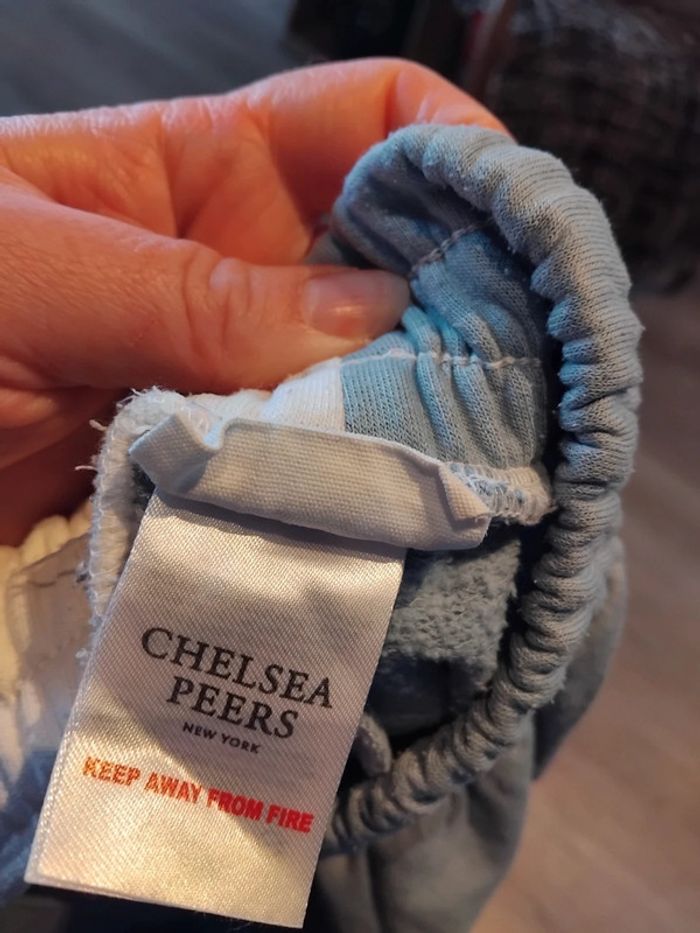 CHELSEA
PEERS
NEW YORK
KEEP AWAY FROM FIRE